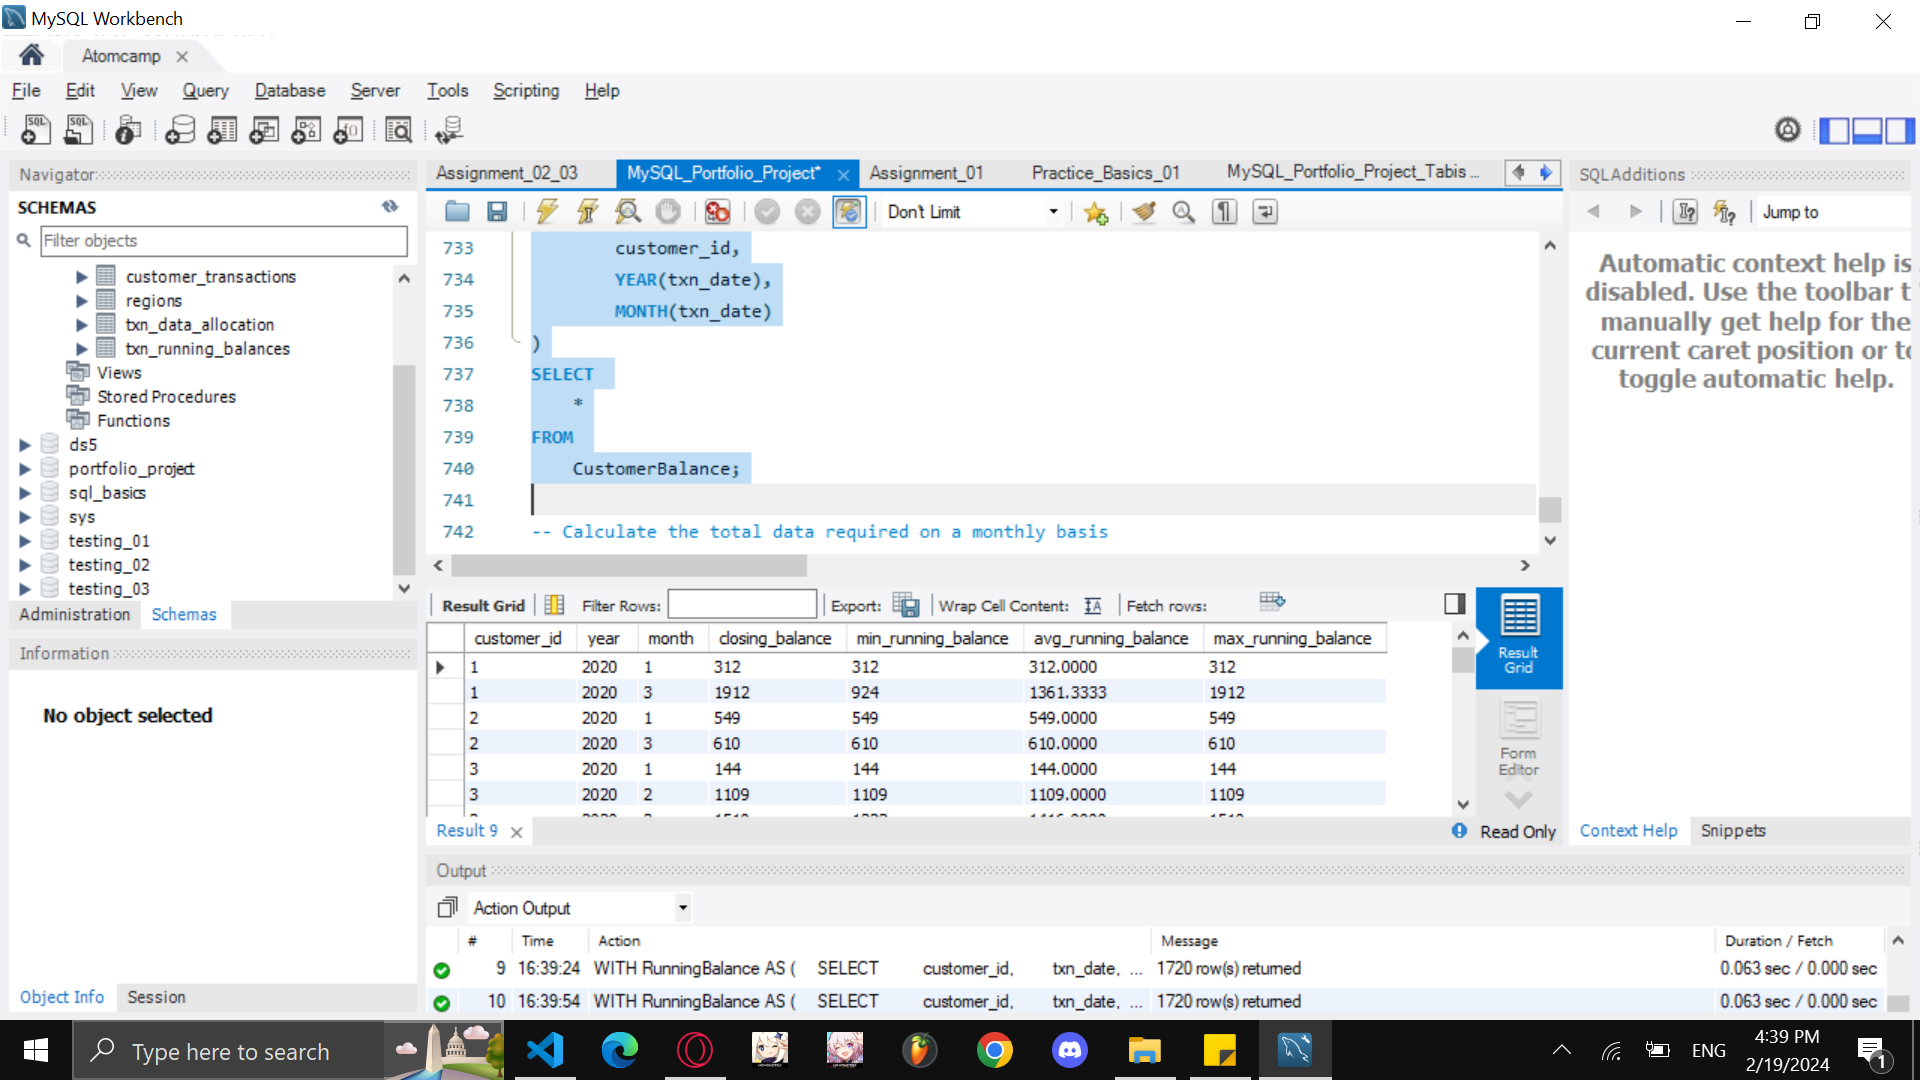 MySQL Workbench
Atomcamp
File Edit View Query Database Server Tools Scripting Help
Navigator
SCHEMAS
Filter objects
customer_transactions
regions
txn_data_allocation
txn_running_balances
Views
Stored Procedures
Functions
ds5
portfolio_project
sql_basics
sys
testing_01
testing_02
testing_03
Administration Schemas
Information
No object selected
Object Info Session
Assignment_02_03 MySQL_Portfolio_Project* Assignment_01 Practice_Basics_01 MySQL_Portfolio_Project_Tabis ...
Don't Limit
733 customer_id,
734 YEAR(txn_date),
735 MONTH(txn_date)
736 )
737 SELECT
738 *
739 FROM
740 CustomerBalance;
741
742 -- Calculate the total data required on a monthly basis
Result Grid Filter Rows: Export: Wrap Cell Content: Fetch rows:
customer_id year month closing_balance min_running_balance avg_running_balance max_running_balance
1 2020 1 312 312 312.0000 312
1 2020 3 1912 924 1361.3333 1912
2 2020 1 549 549 549.0000 549
2 2020 3 610 610 610.0000 610
3 2020 1 144 144 144.0000 144
3 2020 2 1109 1109 1109.0000 1109
Result Grid
Form Editor
Result 9
Read Only
SQLAdditions
Jump to
Automatic context help is
disabled. Use the toolbar t
manually get help for the
current caret position or to
toggle automatic help.
Context Help Snippets
Output
Action Output
# Time Action Message Duration / Fetch
9 16:39:24 WITH RunningBalance AS ( SELECT customer_id, txn_date, ... 1720 row(s) returned 0.063 sec / 0.000 sec
10 16:39:54 WITH RunningBalance AS ( SELECT customer_id, txn_date, ... 1720 row(s) returned 0.063 sec / 0.000 sec
Type here to search
ENG
4:39 PM
2/19/2024
1